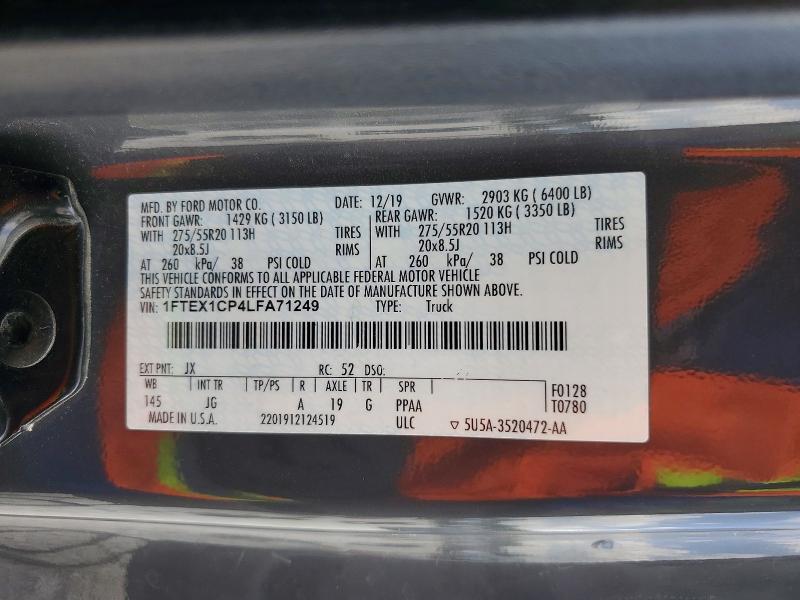 MFD. BY FORD MOTOR CO. DATE: 12/19 GVWR: 2903 KG ( 6400 LB)
FRONT GAWR: 1429 KG ( 3150 LB) REAR GAWR: 1520 KG ( 3350 LB)
WITH 275/55R20 113H TIRES WITH 275/55R20 113H TIRES
20x8.5J RIMS 20x8.5J RIMS
AT 260 kPa/ 38 PSI COLD AT 260 kPa/ 38 PSI COLD
THIS VEHICLE CONFORMS TO ALL APPLICABLE FEDERAL MOTOR VEHICLE
SAFETY STANDARDS IN EFFECT ON THE DATE OF MANUFACTURE SHOWN ABOVE.
VIN: 1FTEX1CP4LFA71249 TYPE: Truck
EXT PNT: JX RC: 52 DSO:
WB INT TR TP/PS R AXLE TR SPR F0128
145 JG A 19 G PPAA T0780
MADE IN U.S.A. 2201912124519 ULC ▽ 5U5A-3520472-AA